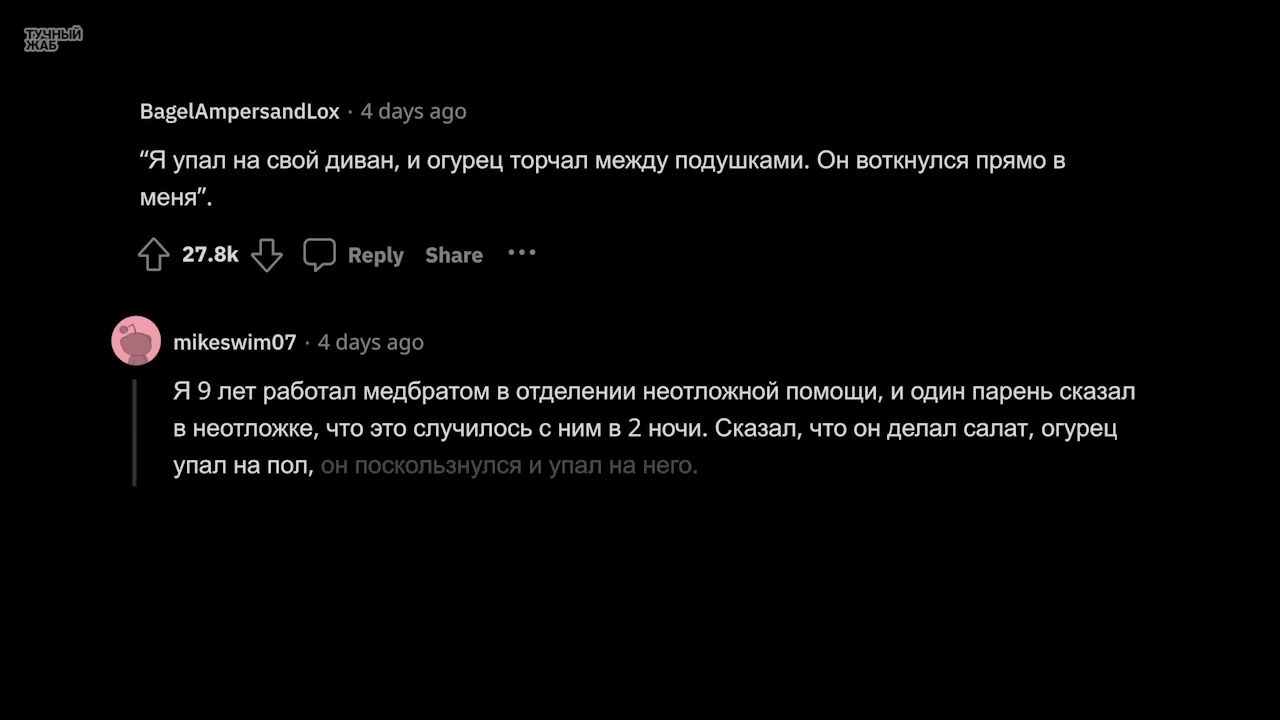 ТУЧНЫЙ
ЖАБ
BagelAmpersandLox · 4 days ago
“Я упал на свой диван, и огурец торчал между подушками. Он воткнулся прямо в
меня”.
27.8k Reply Share ···
mikeswim07 · 4 days ago
Я 9 лет работал медбратом в отделении неотложной помощи, и один парень сказал
в неотложке, что это случилось с ним в 2 ночи. Сказал, что он делал салат, огурец
упал на пол, он поскользнулся и упал на него.